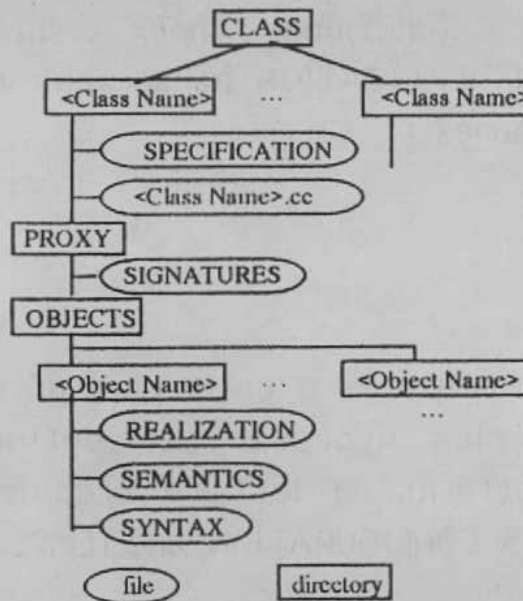 CLASS
<Class Name> ... <Class Name>
SPECIFICATION
<Class Name>.cc
PROXY
SIGNATURES
OBJECTS
<Object Name> ... <Object Name>
...
REALIZATION
SEMANTICS
SYNTAX
file directory